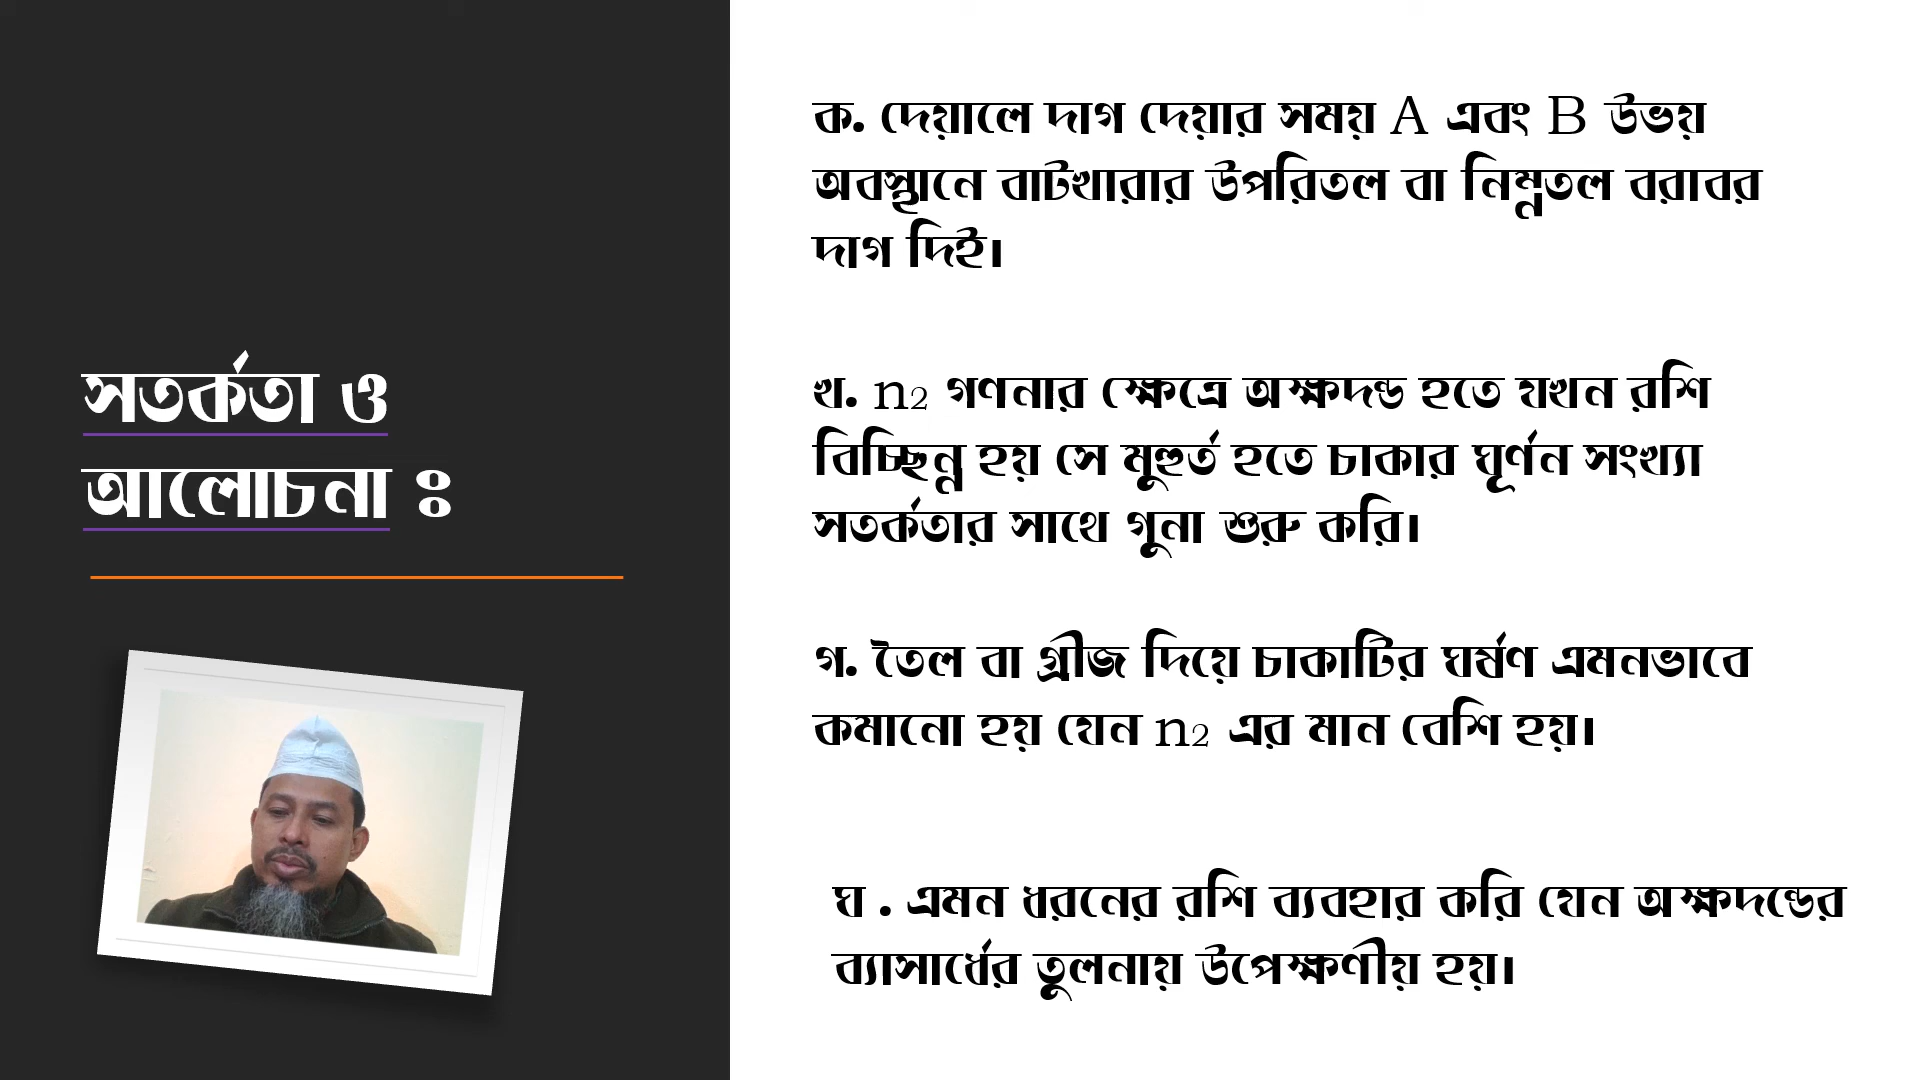 সতর্কতা ও
আলোচনা ঃ
ক. দেয়ালে দাগ দেয়ার সময় A এবং B উভয়
অবস্থানে বাটখারার উপরিতল বা নিম্নতল বরাবর
দাগ দিই।
খ. n₂ গণনার ক্ষেত্রে অক্ষদন্ড হতে যখন রশি
বিচ্ছিন্ন হয় সে মুহুর্ত হতে চাকার ঘূর্ণন সংখ্যা
সতর্কতার সাথে গুনা শুরু করি।
গ. তৈল বা গ্রীজ দিয়ে চাকাটির ঘর্ষণ এমনভাবে
কমানো হয় যেন n₂ এর মান বেশি হয়।
ঘ . এমন ধরনের রশি ব্যবহার করি যেন অক্ষদন্ডের
ব্যাসার্ধের তুলনায় উপেক্ষণীয় হয়।